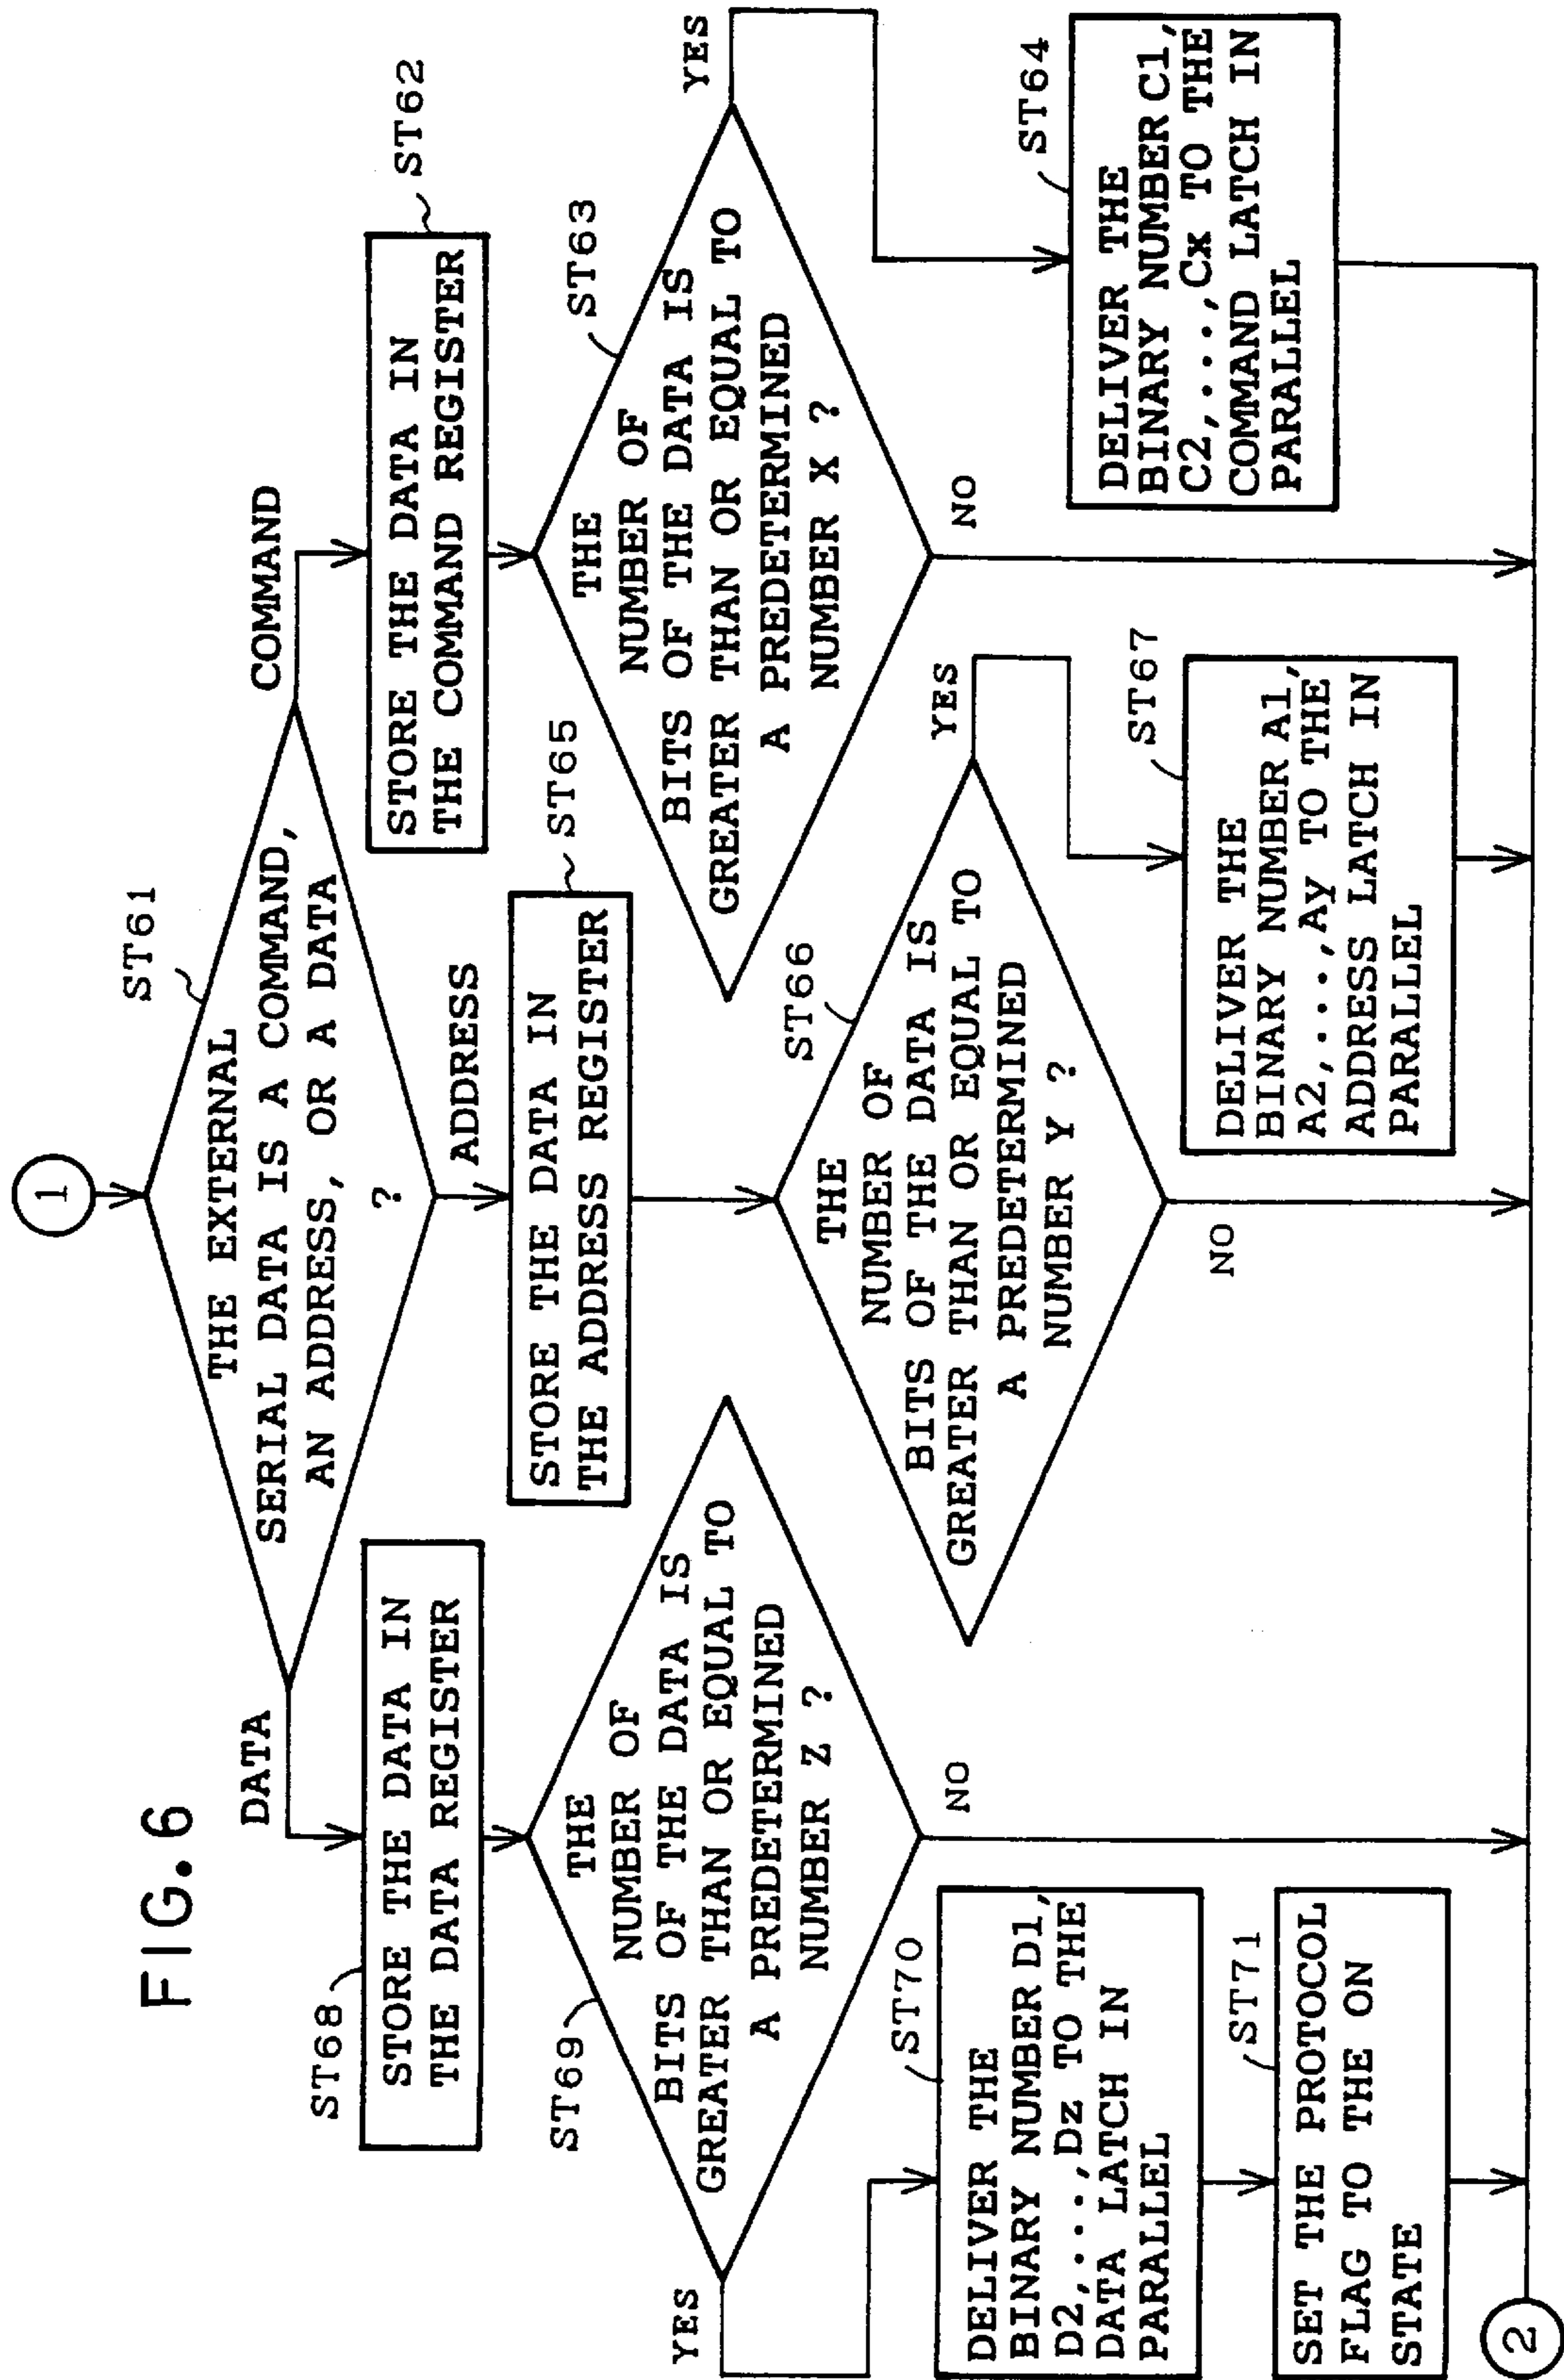 FIG.6
1
ST61
THE EXTERNAL
SERIAL DATA IS A COMMAND,
AN ADDRESS, OR A DATA
?
DATA
ADDRESS
COMMAND
ST68
STORE THE DATA IN
THE DATA REGISTER
ST69
THE
NUMBER OF
BITS OF THE DATA IS
GREATER THAN OR EQUAL TO
A PREDETERMINED
NUMBER Z ?
YES
NO
ST70
DELIVER THE
BINARY NUMBER D1,
D2,...,Dz TO THE
DATA LATCH IN
PARALLEL
ST71
SET THE PROTOCOL
FLAG TO THE ON
STATE
ST65
STORE THE DATA IN
THE ADDRESS REGISTER
ST66
THE
NUMBER OF
BITS OF THE DATA IS
GREATER THAN OR EQUAL TO
A PREDETERMINED
NUMBER Y ?
YES
NO
ST67
DELIVER THE
BINARY NUMBER A1,
A2,...,Ay TO THE
ADDRESS LATCH IN
PARALLEL
ST62
STORE THE DATA IN
THE COMMAND REGISTER
ST63
THE
NUMBER OF
BITS OF THE DATA IS
GREATER THAN OR EQUAL TO
A PREDETERMINED
NUMBER X ?
YES
NO
ST64
DELIVER THE
BINARY NUMBER C1,
C2,...,Cx TO THE
COMMAND LATCH IN
PARALLEL
2